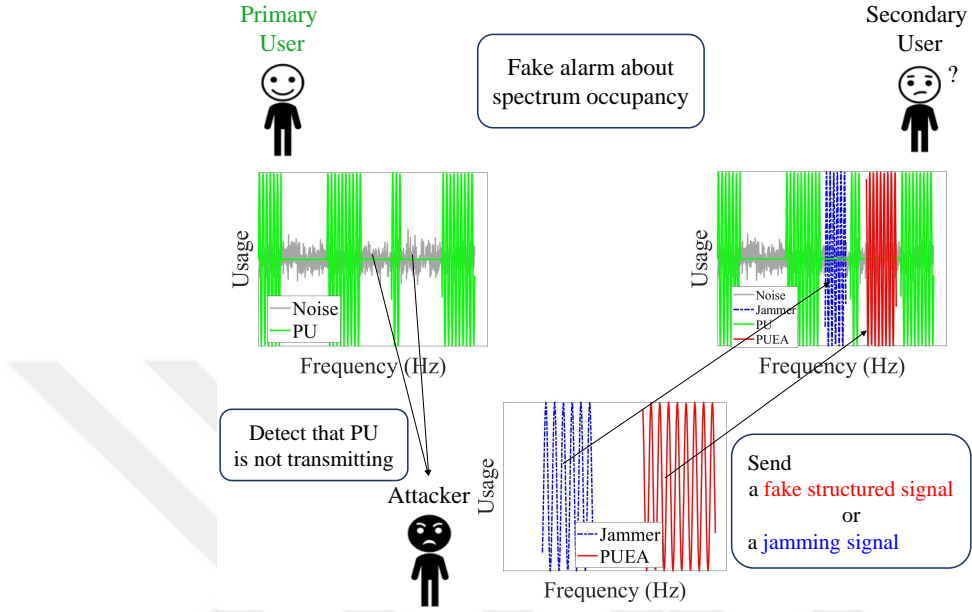 Primary
User
Secondary
User
?
Fake alarm about
spectrum occupancy
Usage
Noise
PU
Frequency (Hz)
Usage
Noise
Jammer
PU
PUEA
Frequency (Hz)
Detect that PU
is not transmitting
Attacker
Usage
Jammer
PUEA
Frequency (Hz)
Send
a fake structured signal
or
a jamming signal